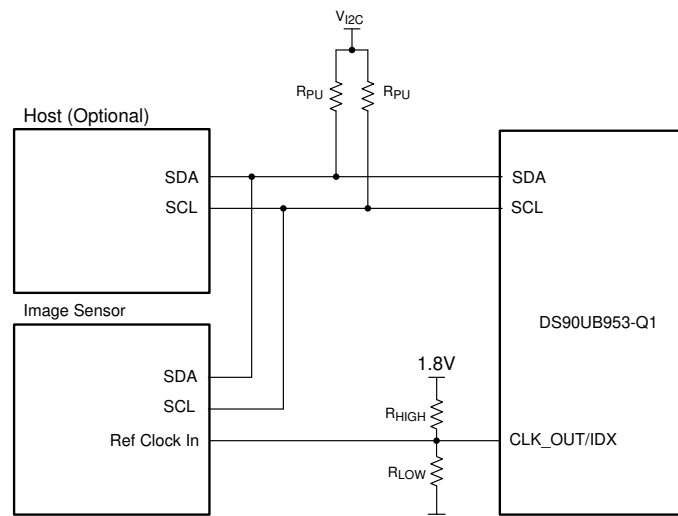 V_I2C
R_PU
R_PU
Host (Optional)
SDA
SCL
SDA
SCL
Image Sensor
DS90UB953-Q1
SDA
SCL
Ref Clock In
1.8V
R_HIGH
CLK_OUT/IDX
R_LOW